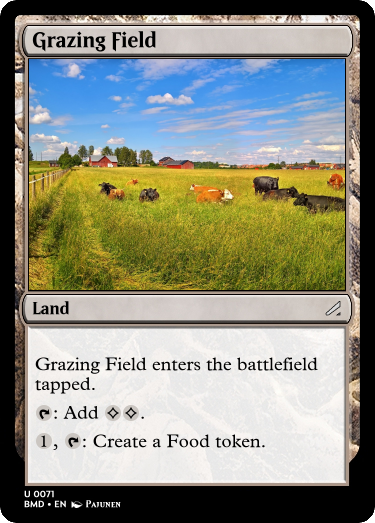 Grazing Field
Land
Grazing Field enters the battlefield
tapped.
: Add .
1, : Create a Food token.
U 0071
BMD • EN Pajunen